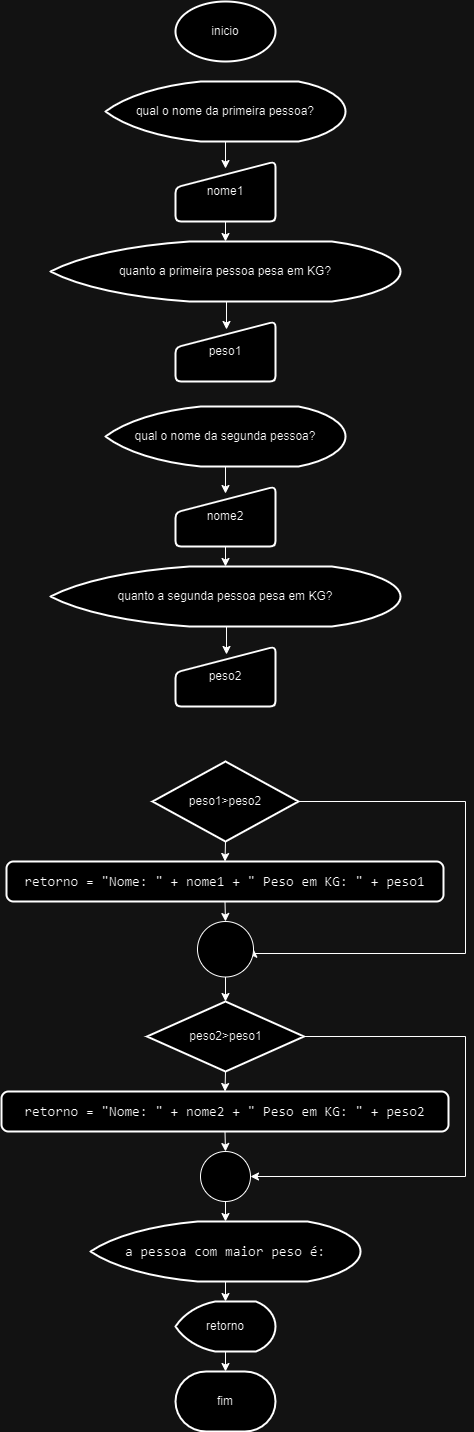 inicio
qual o nome da primeira pessoa?
nome1
quanto a primeira pessoa pesa em KG?
peso1
qual o nome da segunda pessoa?
nome2
quanto a segunda pessoa pesa em KG?
peso2
peso1>peso2
retorno = "Nome: " + nome1 + " Peso em KG: " + peso1
peso2>peso1
retorno = "Nome: " + nome2 + " Peso em KG: " + peso2
a pessoa com maior peso é:
retorno
fim